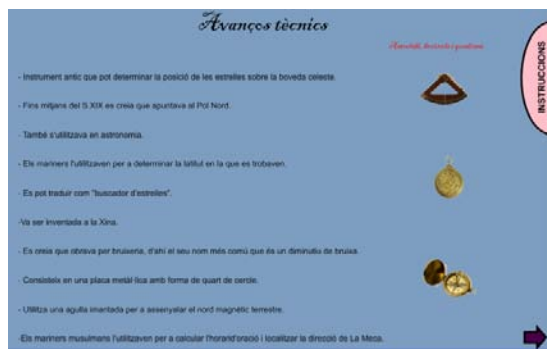 Avanços tècnics
Astrolabi, brúixola i quadrant
- Instrument antic que pot determinar la posició de les estrelles sobre la boveda celeste.
- Fins mitjans del S XIX es creia que apuntava al Pol Nord.
- També s'utilitzava en astronomia.
- Els mariners l'utilitzaven per a determinar la latitut en la que es trobaven.
- Es pot traduir com "buscador d'estrelles".
-Va ser inventada a la Xina.
- Es creia que obrava per bruixeria, d'ahí el seu nom més comú que és un diminutiu de bruixa.
- Consisteix en una placa metàl·lica amb forma de quart de cercle.
- Utilitza una agulla imantada per a assenyalar el nord magnétic terrestre.
-Els mariners musulmans l'utilitzaven per a calcular l'horarid'oració i localitzar la direcció de La Meca.
INSTRUCCIONS